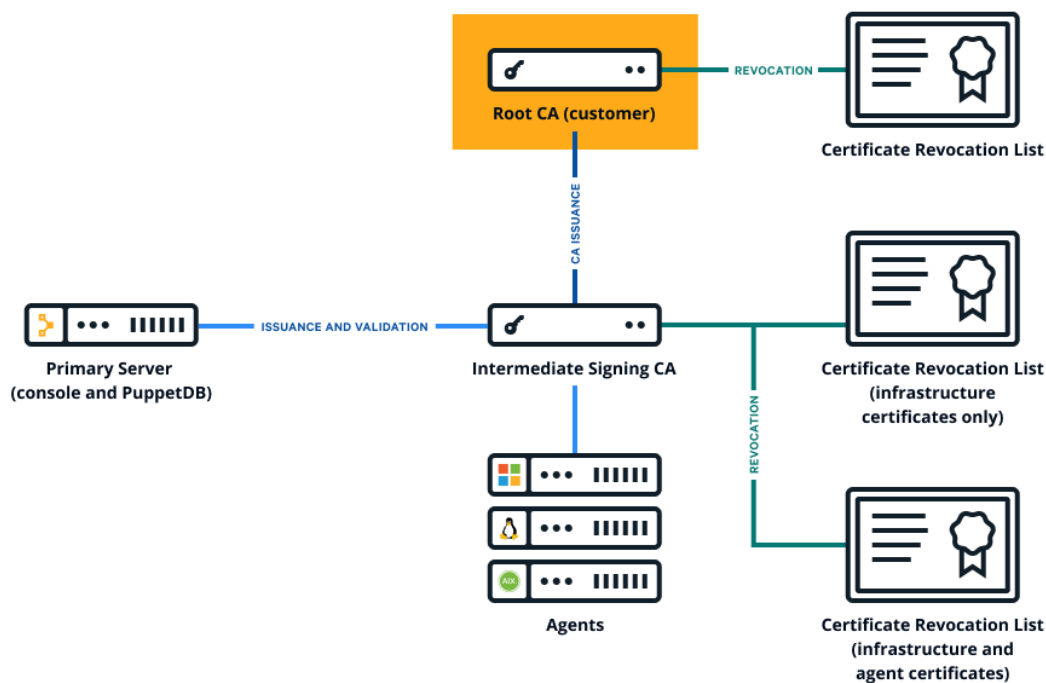 REVOCATION
Root CA (customer)
Certificate Revocation List
CA ISSUANCE
ISSUANCE AND VALIDATION
Primary Server
(console and PuppetDB)
Intermediate Signing CA
Certificate Revocation List
(infrastructure
certificates only)
REVOCATION
AIX
Agents
Certificate Revocation List
(infrastructure and
agent certificates)